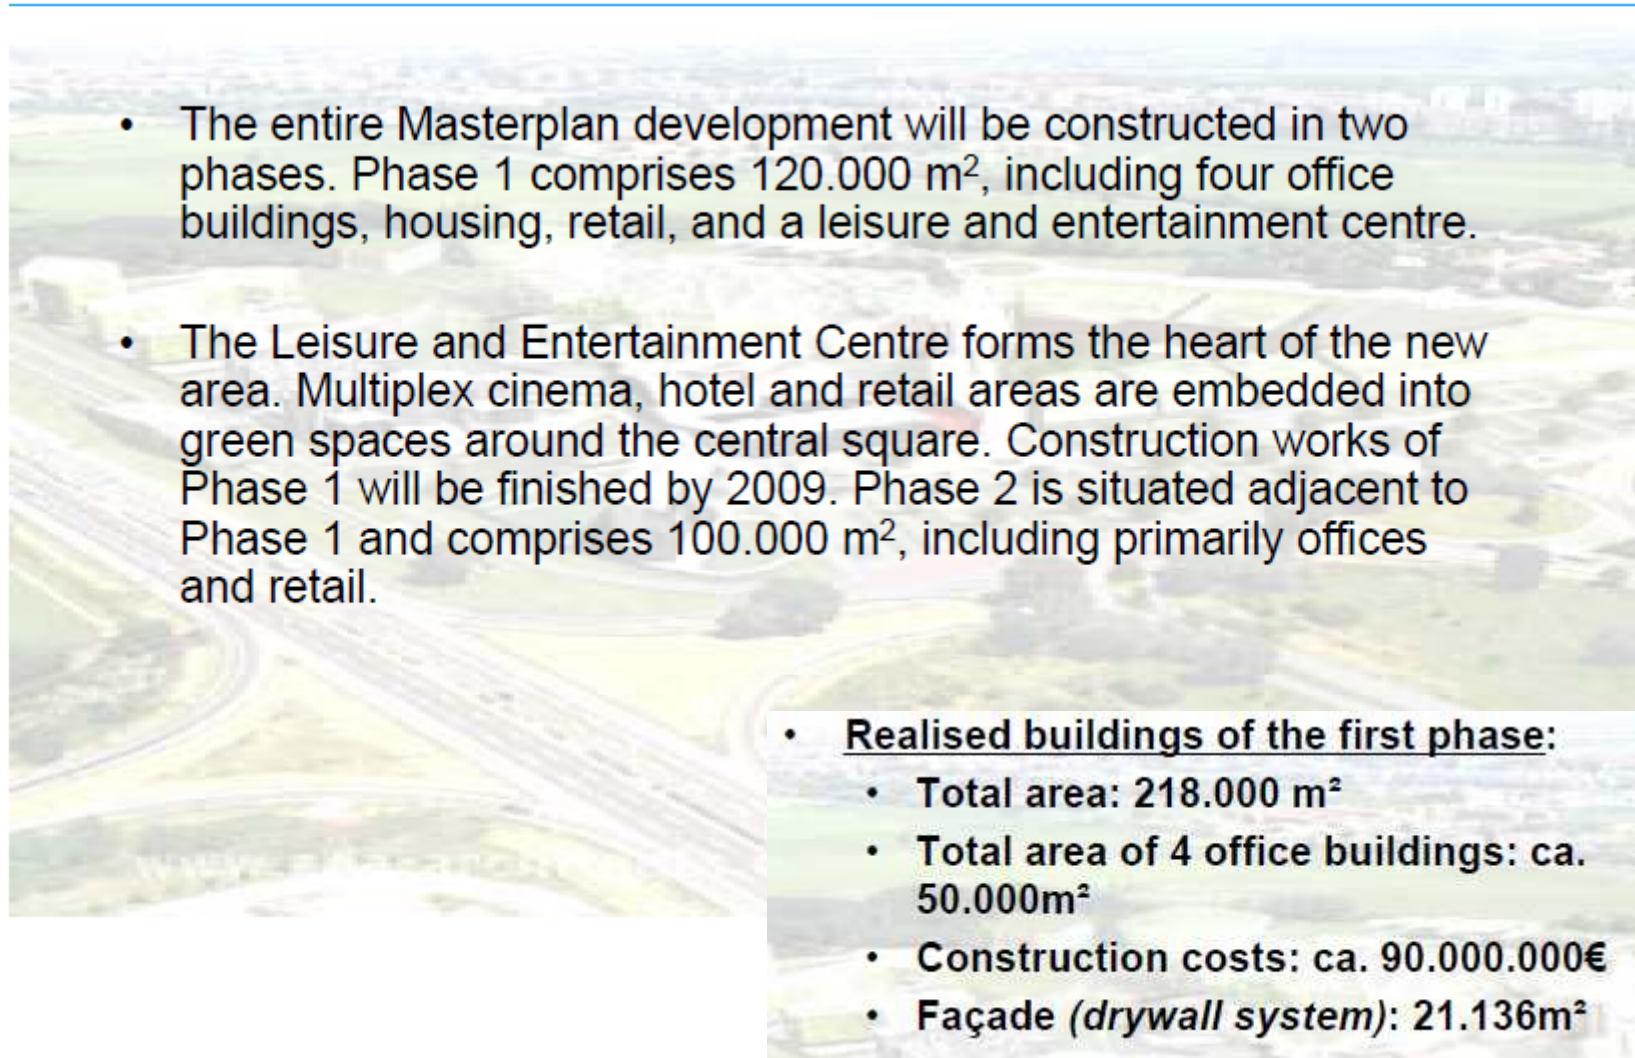 • The entire Masterplan development will be constructed in two
phases. Phase 1 comprises 120.000 m², including four office
buildings, housing, retail, and a leisure and entertainment centre.
• The Leisure and Entertainment Centre forms the heart of the new
area. Multiplex cinema, hotel and retail areas are embedded into
green spaces around the central square. Construction works of
Phase 1 will be finished by 2009. Phase 2 is situated adjacent to
Phase 1 and comprises 100.000 m², including primarily offices
and retail.
• Realised buildings of the first phase:
• Total area: 218.000 m²
• Total area of 4 office buildings: ca.
50.000m²
• Construction costs: ca. 90.000.000€
• Façade (drywall system): 21.136m²